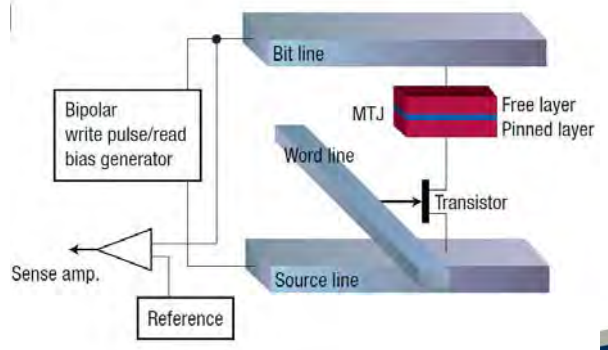 Bit line
Bipolar
write pulse/read
bias generator
MTJ
Free layer
Pinned layer
Word line
Transistor
Sense amp.
Source line
Reference